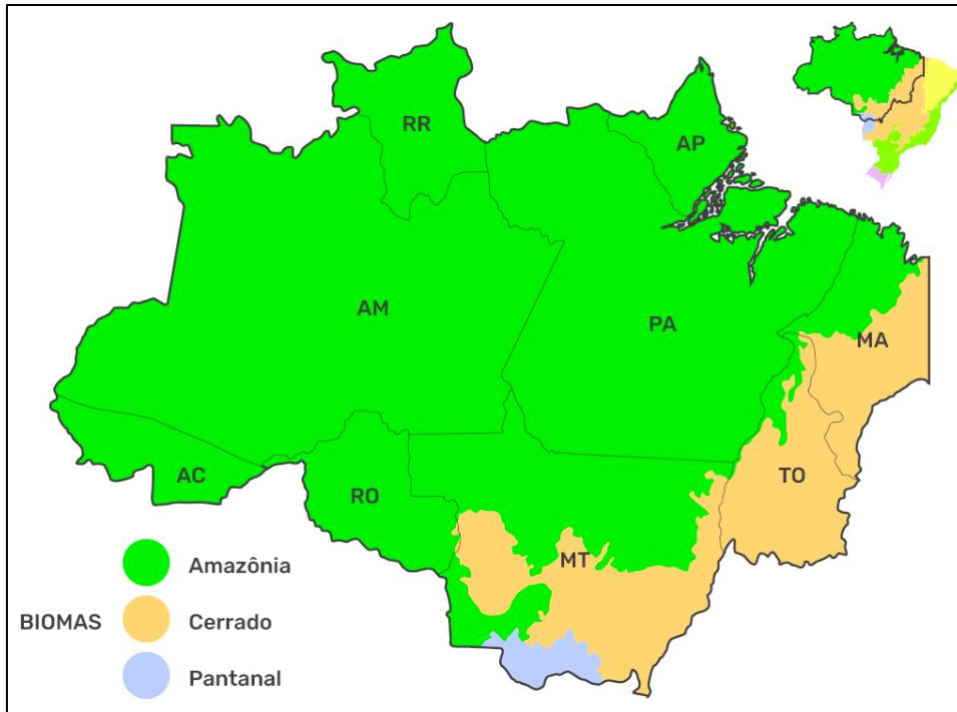 RR
AP
AM
PA
MA
AC
RO
TO
MT
BIOMAS
Amazônia
Cerrado
Pantanal